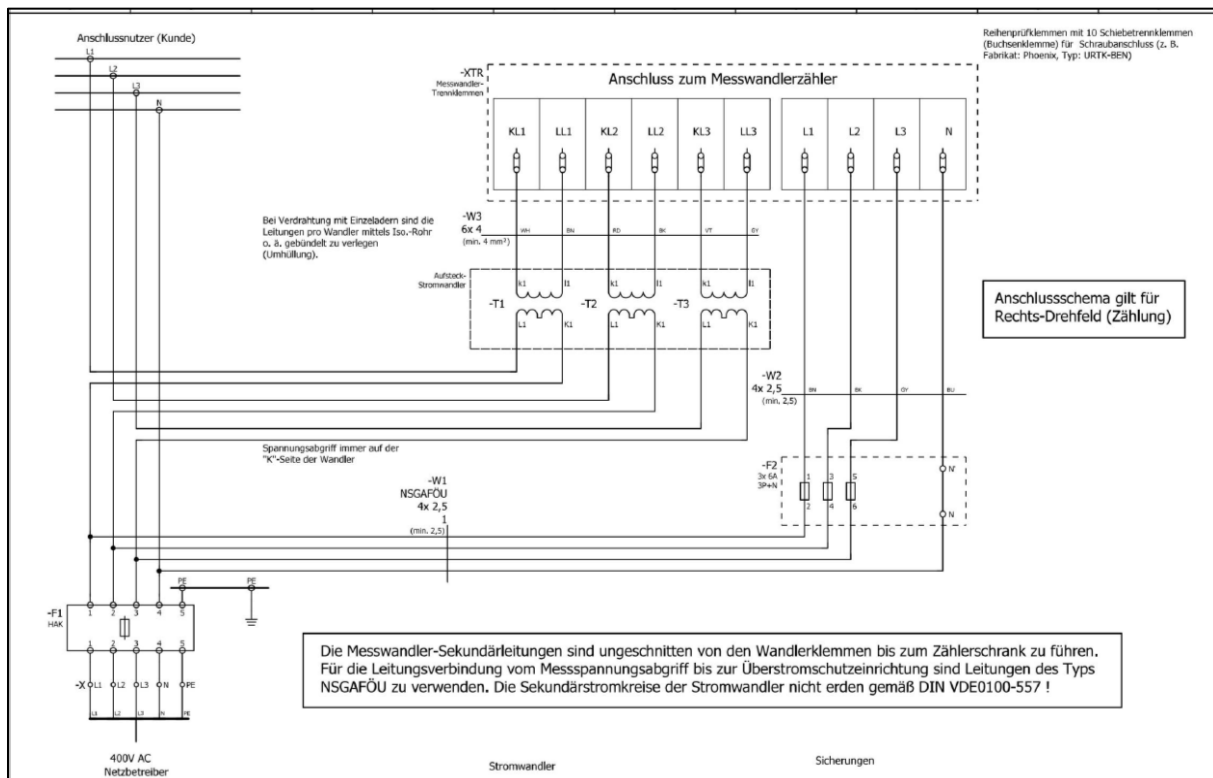 Anschlussnutzer (Kunde)
L1
L2
L3
N
Reihenprüfklemmen mit 10 Schiebetrennklemmen
(Buchsenklemme) für Schraubanschluss (z. B.
Fabrikat: Phoenix, Typ: URTK-BEN)
-XTR
Messwandler-
Trennklemmen
Anschluss zum Messwandlerzähler
KL1 LL1 KL2 LL2 KL3 LL3 L1 L2 L3 N
Bei Verdrahtung mit Einzeladern sind die
Leitungen pro Wandler mittels Iso.-Rohr
o. ä. gebündelt zu verlegen
(Umhüllung).
-W3
6x 4
(min. 4 mm²)
WH BN RD BK VT GY
Aufsteck-
Stromwandler
k1 l1 k1 l1 k1 l1
-T1 -T2 -T3
L1 K1 L1 K1 L1 K1
Anschlussschema gilt für
Rechts-Drehfeld (Zählung)
-W2
4x 2,5
(min. 2,5)
BN BK GY BU
Spannungsabgriff immer auf der
"K"-Seite der Wandler
-W1
NSGAFÖU
4x 2,5
1
(min. 2,5)
-F2
3x 6A
3P+N
1 3 5 N'
2 4 6 N
PE PE
-F1
HAK
1 2 3 4 5
1 2 3 4 5
-X L1 L2 L3 N PE
L1 L2 L3 N PE
400V AC
Netzbetreiber
Die Messwandler-Sekundärleitungen sind ungeschnitten von den Wandlerklemmen bis zum Zählerschrank zu führen.
Für die Leitungsverbindung vom Messspannungsabgriff bis zur Überstromschutzeinrichtung sind Leitungen des Typs
NSGAFÖU zu verwenden. Die Sekundärstromkreise der Stromwandler nicht erden gemäß DIN VDE0100-557 !
Stromwandler
Sicherungen